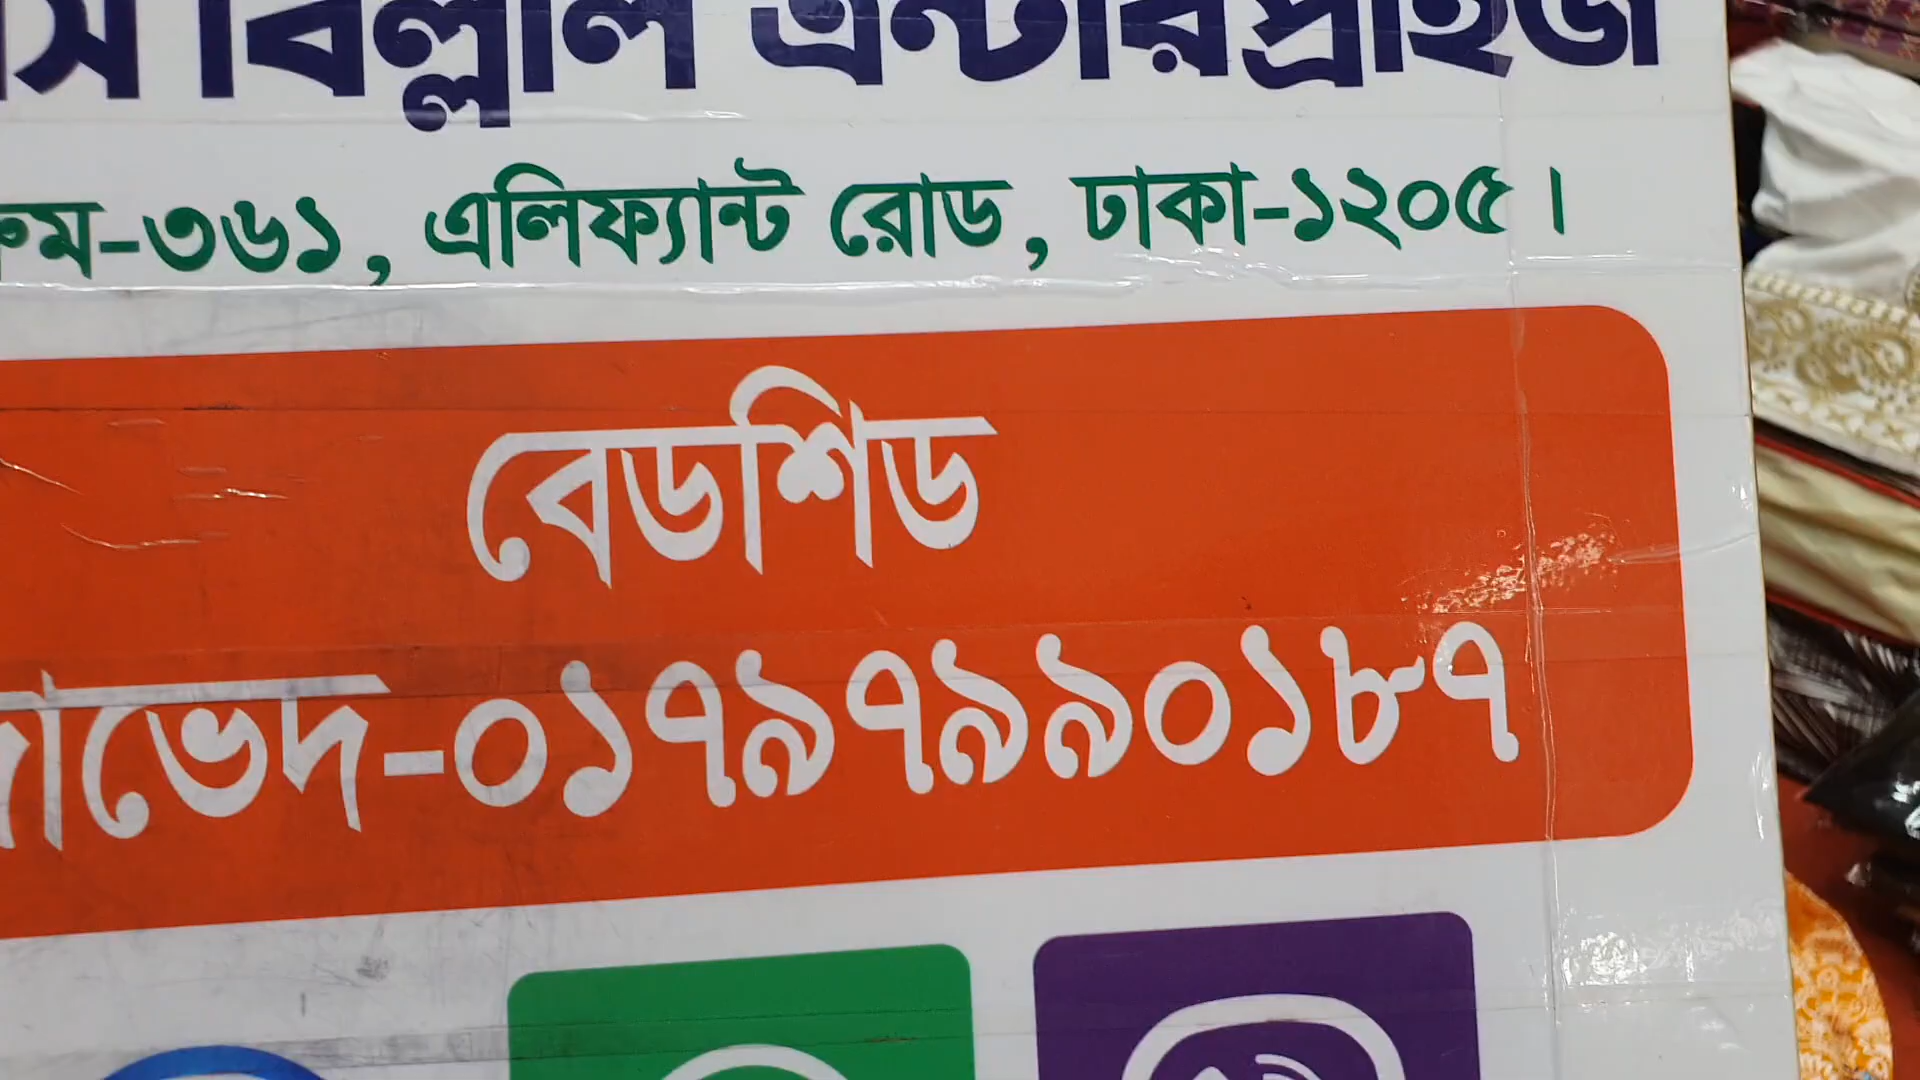 বিল্লাল এন্টারপ্রাইজ
রুম-৩৬১, এলিফ্যান্ট রোড, ঢাকা-১২০৫।
বেডশিড
জাভেদ-০১৭৯৭৯৯০১৮৭